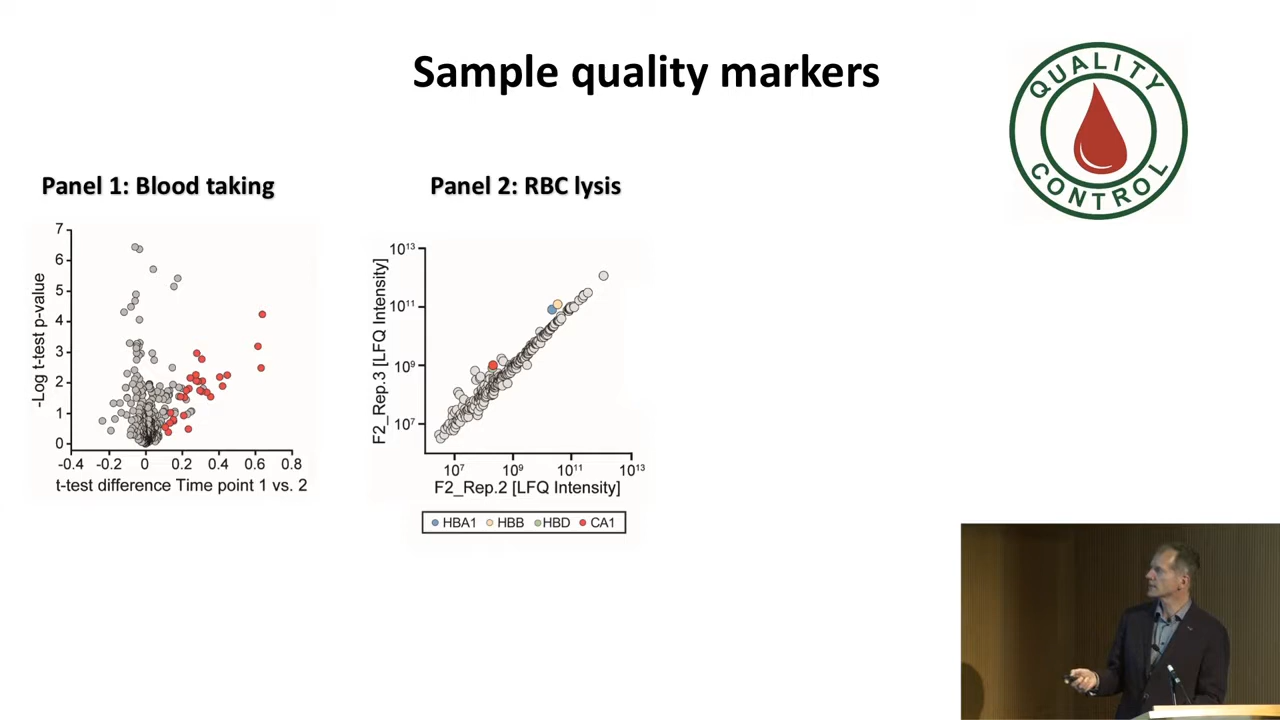 Sample quality markers
QUALITY
CONTROL
Panel 1: Blood taking
7
6
5
4
3
2
1
0
-Log t-test p-value
-0.4 -0.2 0 0.2 0.4 0.6 0.8
t-test difference Time point 1 vs. 2
Panel 2: RBC lysis
10¹³
10¹¹
10⁹
10⁷
F2_Rep.3 [LFQ Intensity]
10⁷ 10⁹ 10¹¹ 10¹³
F2_Rep.2 [LFQ Intensity]
HBA1 HBB HBD CA1